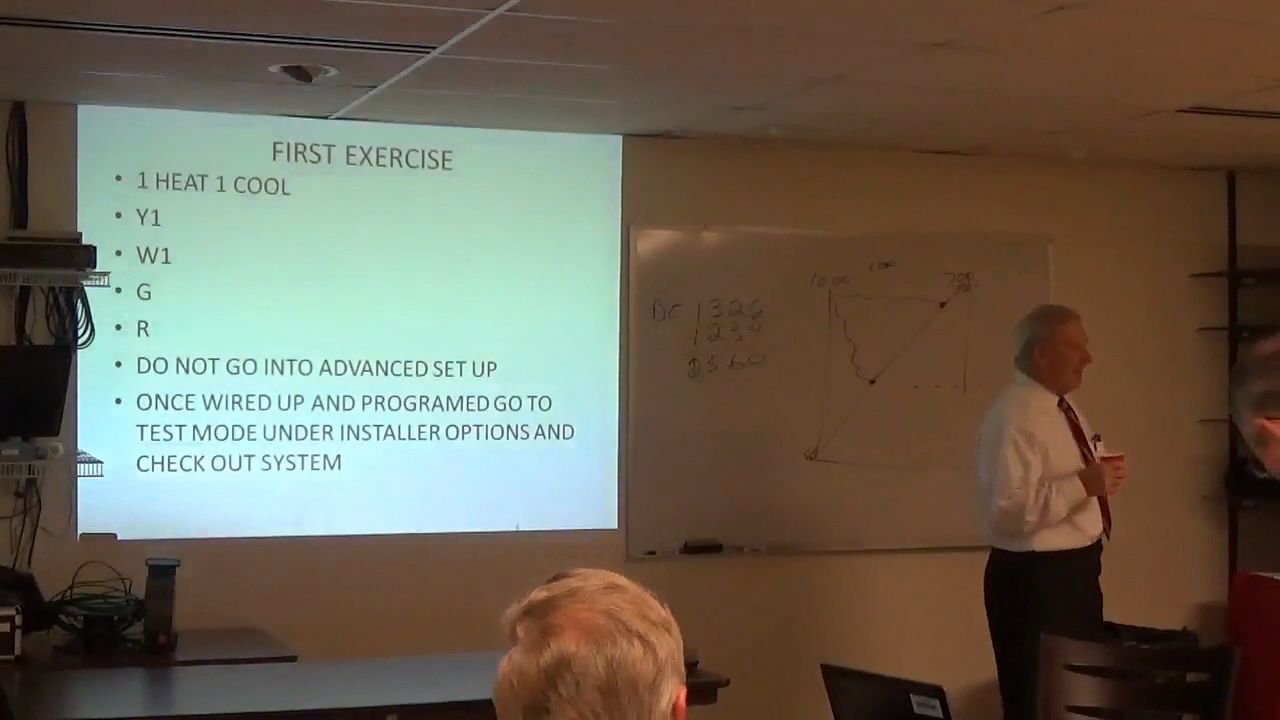 FIRST EXERCISE
• 1 HEAT 1 COOL
• Y1
• W1
• G
• R
• DO NOT GO INTO ADVANCED SET UP
• ONCE WIRED UP AND PROGRAMED GO TO
TEST MODE UNDER INSTALLER OPTIONS AND
CHECK OUT SYSTEM